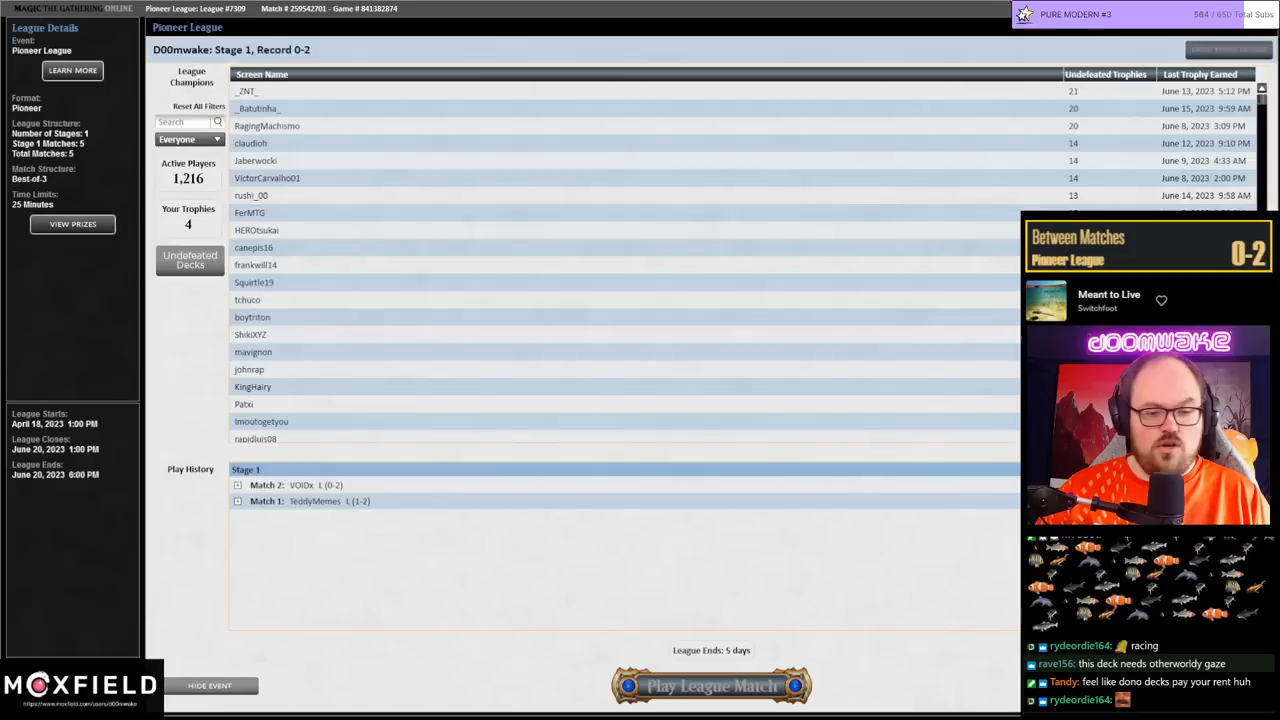 MAGIC THE GATHERING ONLINE
Pioneer League: League #7309
Match # 259542701 - Game # 841382874
PURE MODERN #3
564 / 650 Total Subs
League Details
Event:
Pioneer League
LEARN MORE
Format:
Pioneer
League Structure:
Number of Stages: 1
Stage 1 Matches: 5
Total Matches: 5
Match Structure:
Best-of-3
Time Limits:
25 Minutes
VIEW PRIZES
League Starts:
April 18, 2023 1:00 PM
League Closes:
June 20, 2023 1:00 PM
League Ends:
June 20, 2023 6:00 PM
Pioneer League
D00mwake: Stage 1, Record 0-2
League Champions
Reset All Filters
Search
Everyone
Active Players
1,216
Your Trophies
4
Undefeated Decks
Screen Name Undefeated Trophies Last Trophy Earned
_ZNT_ 21 June 13, 2023 5:12 PM
_Batutinha_ 20 June 15, 2023 9:59 AM
RagingMachismo 20 June 8, 2023 3:09 PM
claudioh 14 June 12, 2023 9:10 PM
Jaberwocki 14 June 9, 2023 4:33 AM
VictorCarvalho01 14 June 8, 2023 2:00 PM
rushi_00 13 June 14, 2023 9:58 AM
FerMTG
HEROtsukai
canepis16
frankwill14
Squirtle19
tchuco
boytriton
ShikiXYZ
mavignon
johnrap
KingHairy
Patxi
Imoutogetyou
rapidluis08
Play History
Stage 1
Match 2: VOIDx L (0-2)
Match 1: TeddyMemes L (1-2)
League Ends: 5 days
Play League Match
HIDE EVENT
MOXFIELD
https://www.moxfield.com/users/d00mwake
Between Matches
Pioneer League
0-2
Meant to Live
Switchfoot
doomwake
rydeordie164: racing
rave156: this deck needs otherworldy gaze
Tandy: feel like dono decks pay your rent huh
rydeordie164: